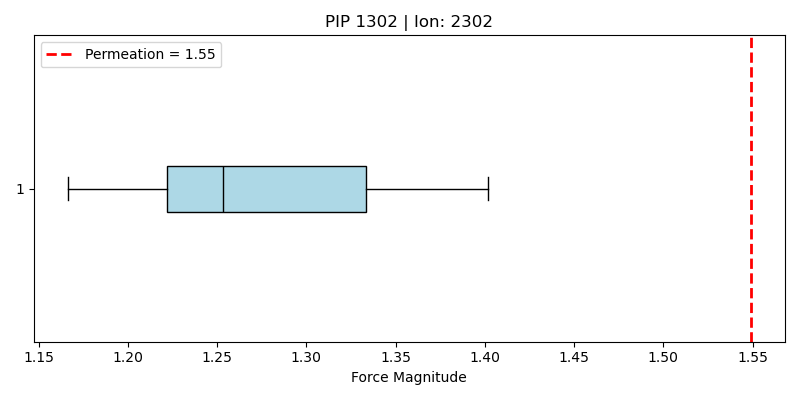 PIP 1302 | Ion: 2302
Permeation = 1.55
1
1.15 1.20 1.25 1.30 1.35 1.40 1.45 1.50 1.55
Force Magnitude